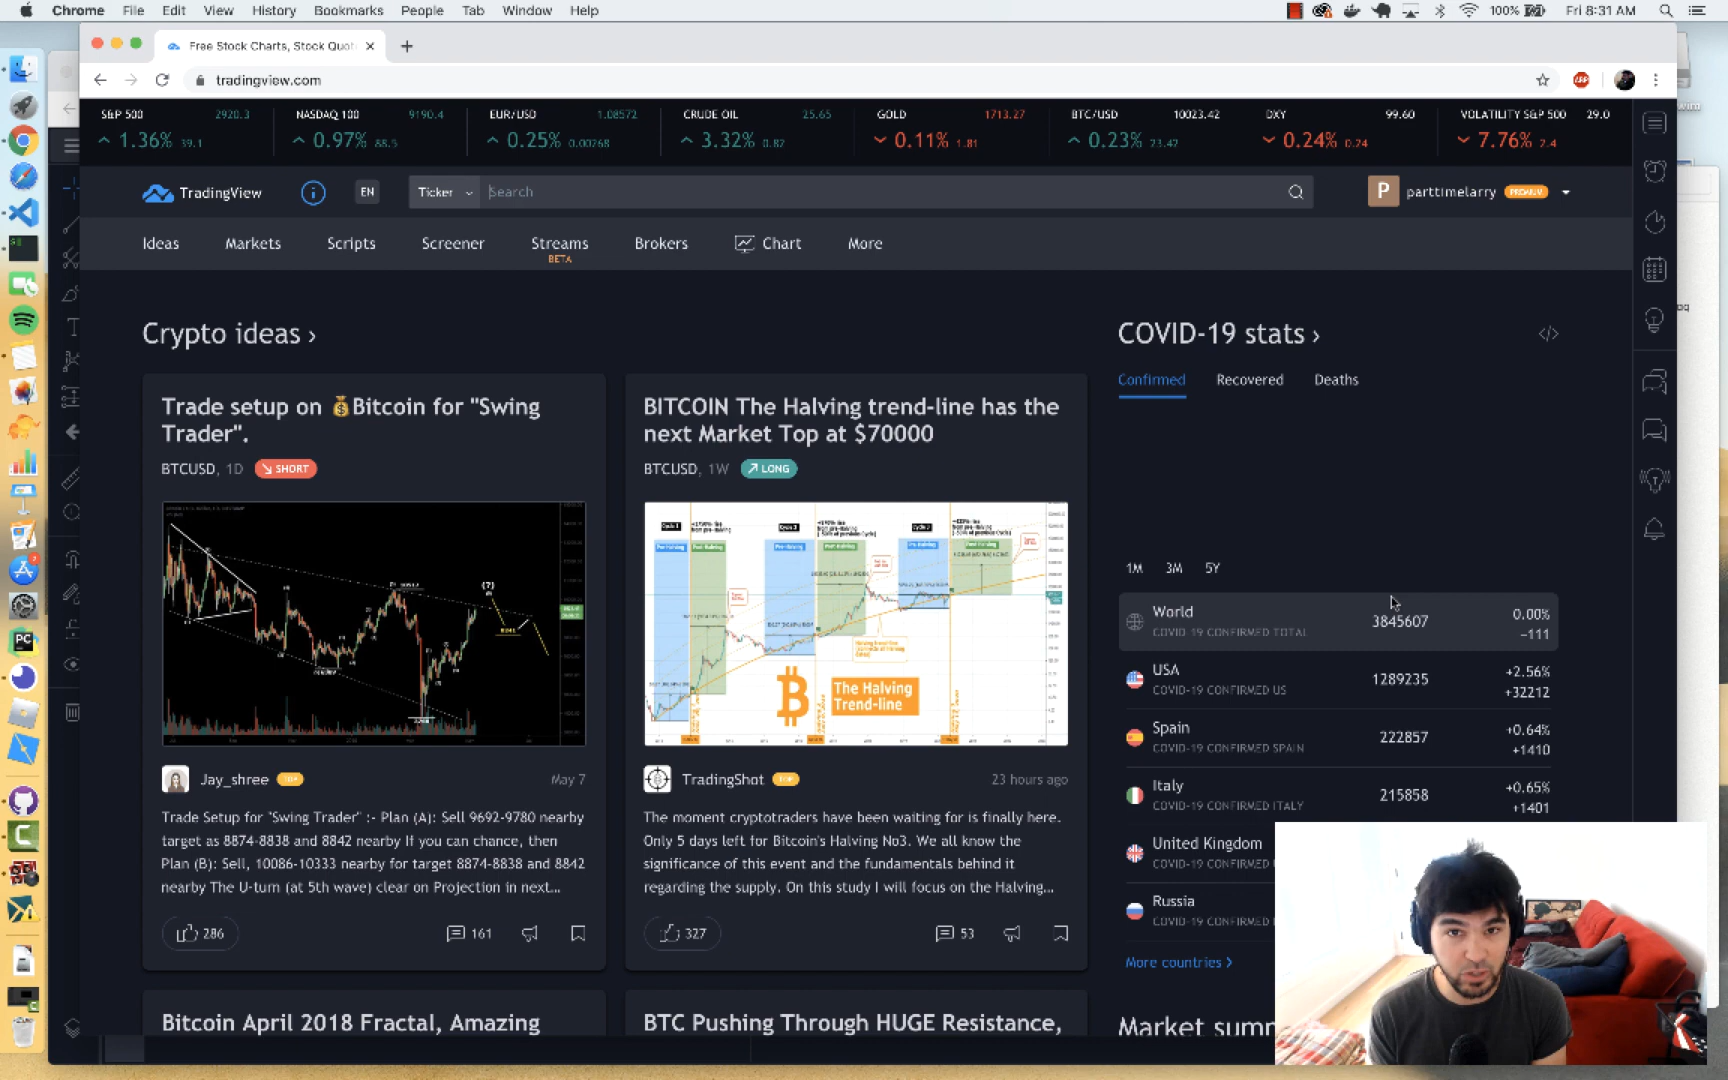 Chrome File Edit View History Bookmarks People Tab Window Help
100% Fri 8:31 AM
Free Stock Charts, Stock Quot
tradingview.com
S&P 500 2920.3
1.36% 39.1
NASDAQ 100 9190.4
0.97% 88.5
EUR/USD 1.08572
0.25% 0.00268
CRUDE OIL 25.65
3.32% 0.82
GOLD 1713.27
0.11% 1.81
BTC/USD 10023.42
0.23% 23.42
DXY 99.60
0.24% 0.24
VOLATILITY S&P 500 29.0
7.76% 2.4
TradingView EN Ticker Search P parttimelarry PREMIUM
Ideas Markets Scripts Screener Streams Brokers Chart More
BETA
Crypto ideas ›
Trade setup on 💰Bitcoin for "Swing
Trader".
BTCUSD, 1D SHORT
Jay_shree TOP May 7
Trade Setup for "Swing Trader" :- Plan (A): Sell 9692-9780 nearby
target as 8874-8838 and 8842 nearby If you can chance, then
Plan (B): Sell, 10086-10333 nearby for target 8874-8838 and 8842
nearby The U-turn (at 5th wave) clear on Projection in next...
286 161
BITCOIN The Halving trend-line has the
next Market Top at $70000
BTCUSD, 1W LONG
The Halving
Trend-line
TradingShot TOP 23 hours ago
The moment cryptotraders have been waiting for is finally here.
Only 5 days left for Bitcoin's Halving No3. We all know the
significance of this event and the fundamentals behind it
regarding the supply. On this study I will focus on the Halving...
327 53
Bitcoin April 2018 Fractal, Amazing
BTC Pushing Through HUGE Resistance,
COVID-19 stats ›
Confirmed Recovered Deaths
1M 3M 5Y
World 3845607 0.00%
COVID-19 CONFIRMED TOTAL −111
USA 1289235 +2.56%
COVID-19 CONFIRMED US +32212
Spain 222857 +0.64%
COVID-19 CONFIRMED SPAIN +1410
Italy 215858 +0.65%
COVID-19 CONFIRMED ITALY +1401
United Kingdom
COVID-19 CONFIRMED
Russia
COVID-19 CONFIRMED
More countries >
Market sum